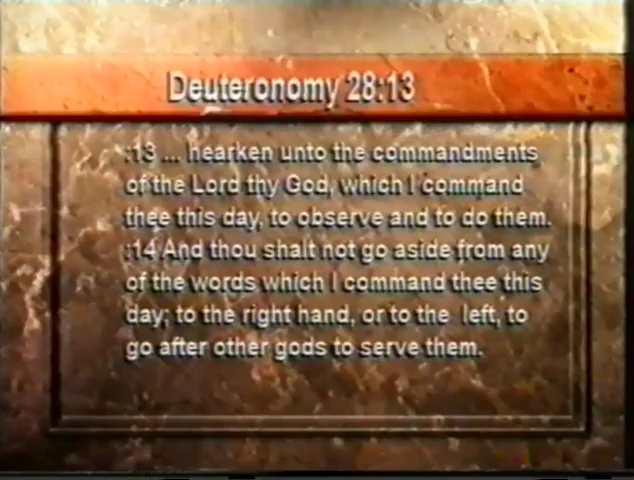 Deuteronomy 28:13
:13 ... hearken unto the commandments
of the Lord thy God, which I command
thee this day, to observe and to do them.
:14 And thou shalt not go aside from any
of the words which I command thee this
day, to the right hand, or to the left, to
go after other gods to serve them.